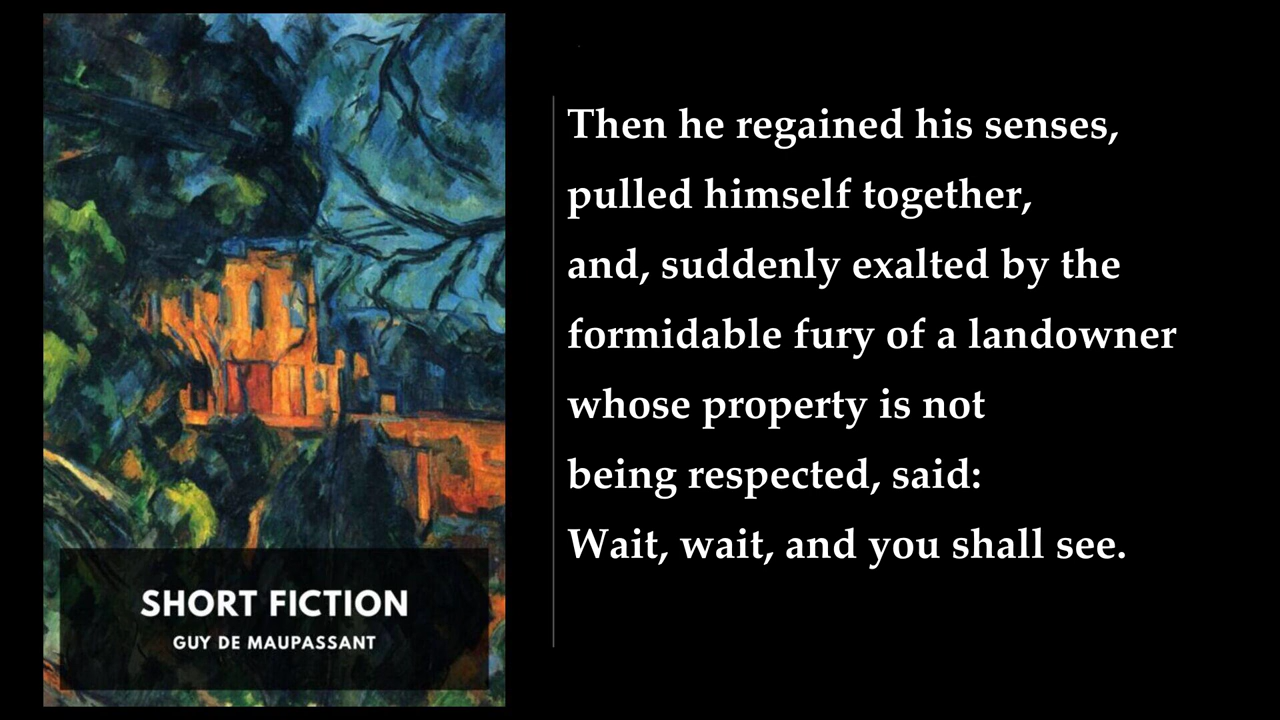 SHORT FICTION
GUY DE MAUPASSANT
Then he regained his senses,
pulled himself together,
and, suddenly exalted by the
formidable fury of a landowner
whose property is not
being respected, said:
Wait, wait, and you shall see.